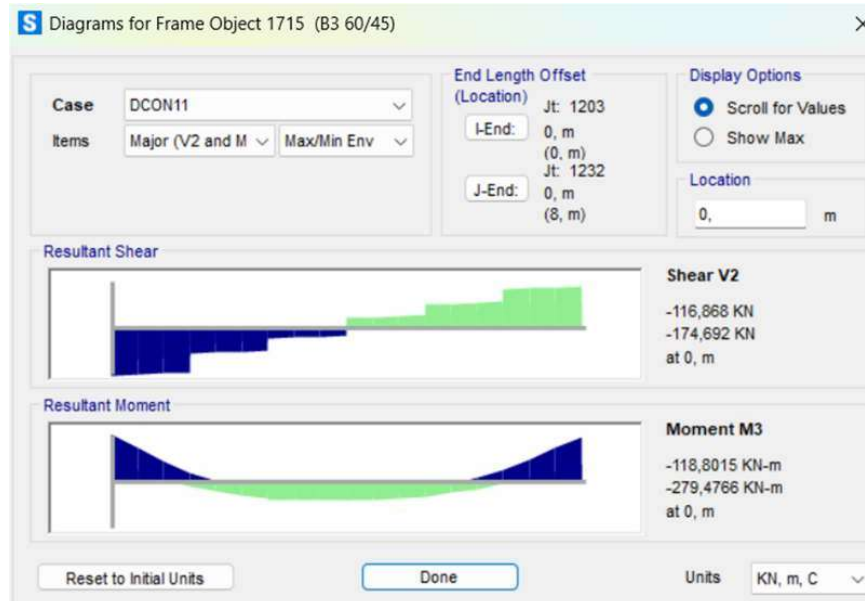 S Diagrams for Frame Object 1715 (B3 60/45)
Case DCON11
Items Major (V2 and M Max/Min Env
End Length Offset
(Location)
I-End: Jt: 1203
0, m
(0, m)
J-End: Jt: 1232
0, m
(8, m)
Display Options
Scroll for Values
Show Max
Location
0, m
Resultant Shear
Shear V2
-116,868 KN
-174,692 KN
at 0, m
Resultant Moment
Moment M3
-118,8015 KN-m
-279,4766 KN-m
at 0, m
Reset to Initial Units Done Units KN, m, C